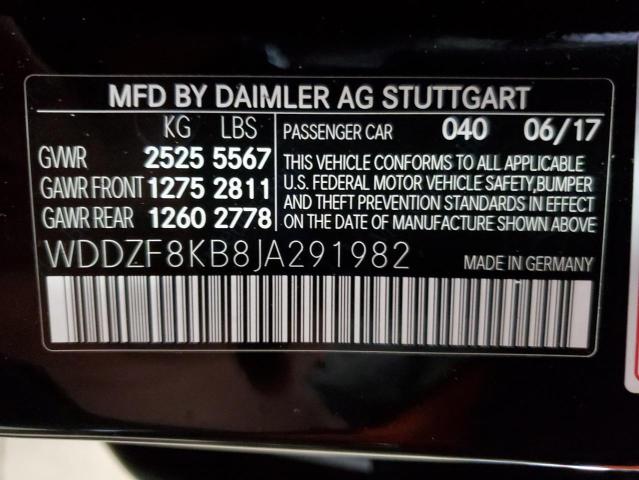 MFD BY DAIMLER AG STUTTGART
KG LBS
GVWR 2525 5567
GAWR FRONT 1275 2811
GAWR REAR 1260 2778
PASSENGER CAR 040 06/17
THIS VEHICLE CONFORMS TO ALL APPLICABLE
U.S. FEDERAL MOTOR VEHICLE SAFETY,BUMPER
AND THEFT PREVENTION STANDARDS IN EFFECT
ON THE DATE OF MANUFACTURE SHOWN ABOVE
WDDZF8KB8JA291982 MADE IN GERMANY